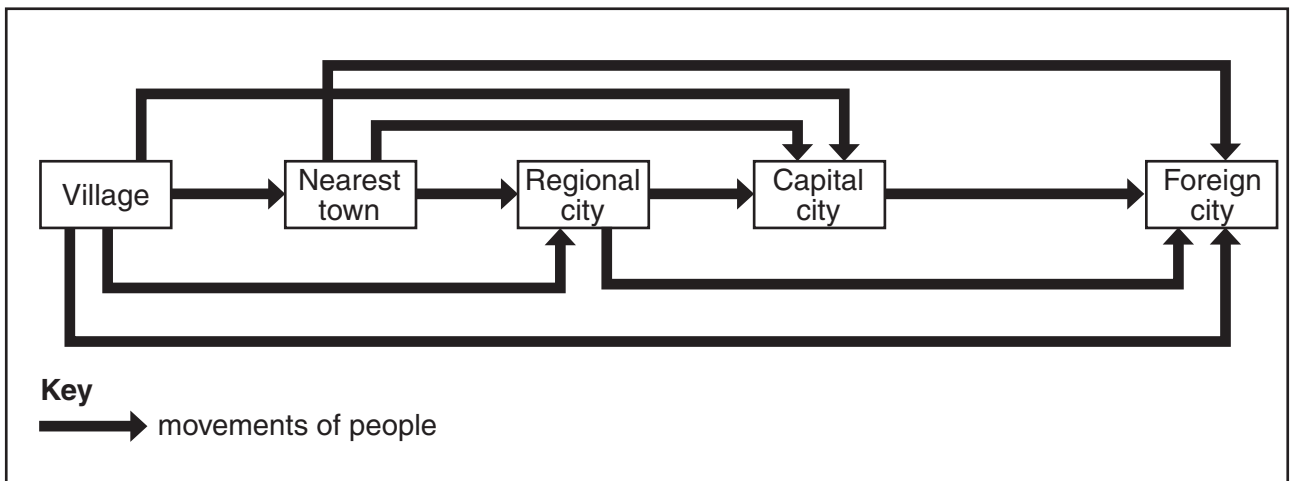 Village
Nearest
town
Regional
city
Capital
city
Foreign
city
Key
movements of people